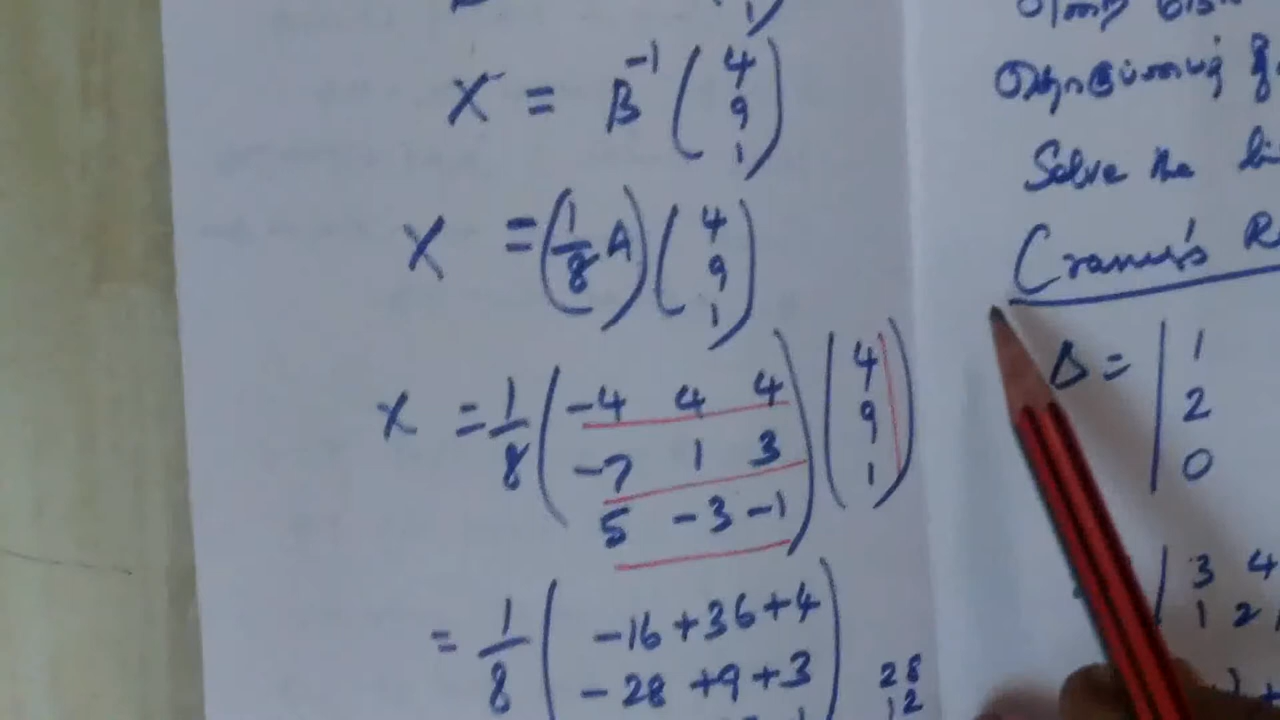 X = B⁻¹ (4
9
1)
X = (1/8 A) (4
9
1)
X = 1/8 (-4 4 4
-7 1 3
5 -3 -1) (4
9
1)
= 1/8 (-16 + 36 + 4
-28 + 9 + 3
28
12
Solve the
Cramer's
Δ = | 1
2
0
3 4
1 2